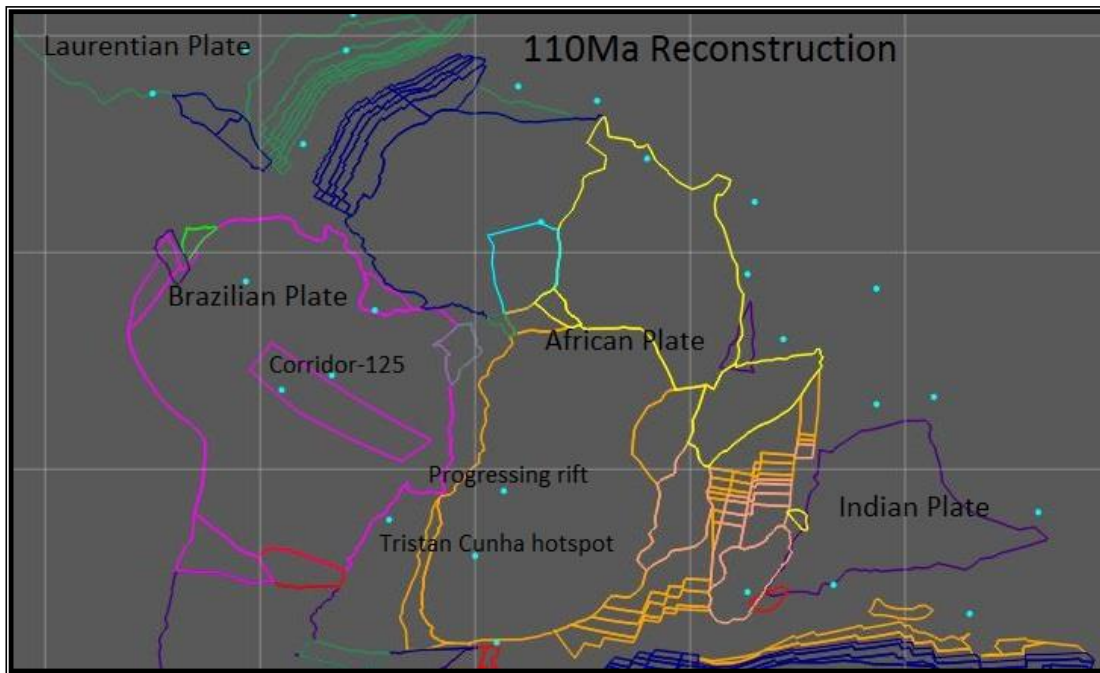 Laurentian Plate
110Ma Reconstruction
Brazilian Plate
African Plate
Corridor-125
Progressing rift
Indian Plate
Tristan Cunha hotspot